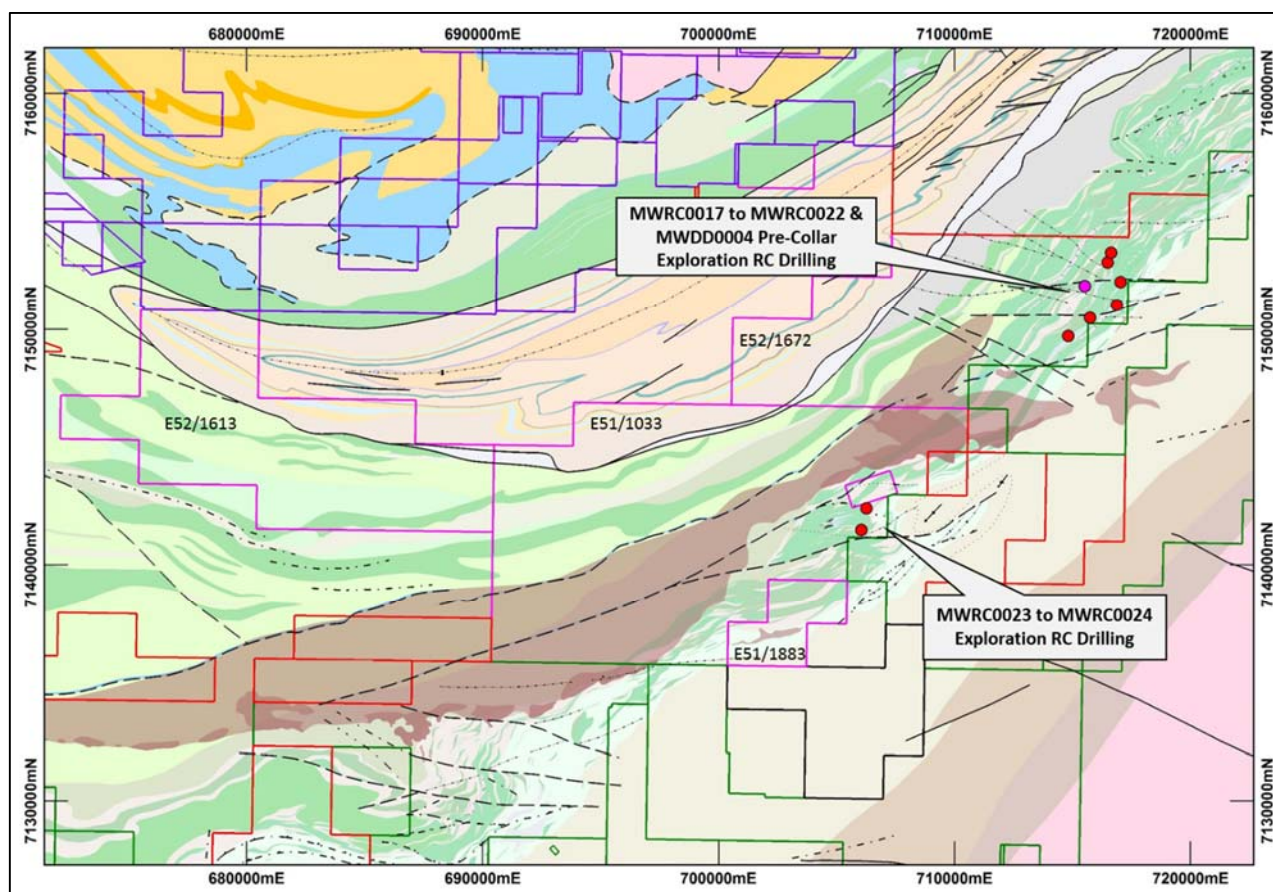 680000mE 690000mE 700000mE 710000mE 720000mE
7160000mN
7160000mN
MWRC0017 to MWRC0022 &
MWDD0004 Pre-Collar
Exploration RC Drilling
7150000mN
7150000mN
E52/1672
E52/1613
E51/1033
7140000mN
7140000mN
MWRC0023 to MWRC0024
Exploration RC Drilling
E51/1883
7130000mN
7130000mN
680000mE 690000mE 700000mE 710000mE 720000mE